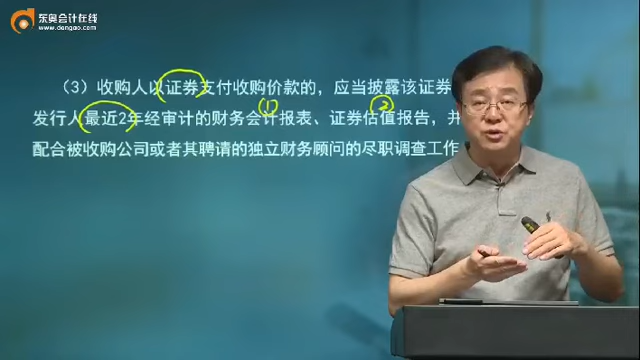 东奥会计在线
www.dongao.com
（3）收购人以证券支付收购价款的，应当披露该证券
发行人最近2年经审计的财务会计报表、证券估值报告，并
配合被收购公司或者其聘请的独立财务顾问的尽职调查工作
① ②